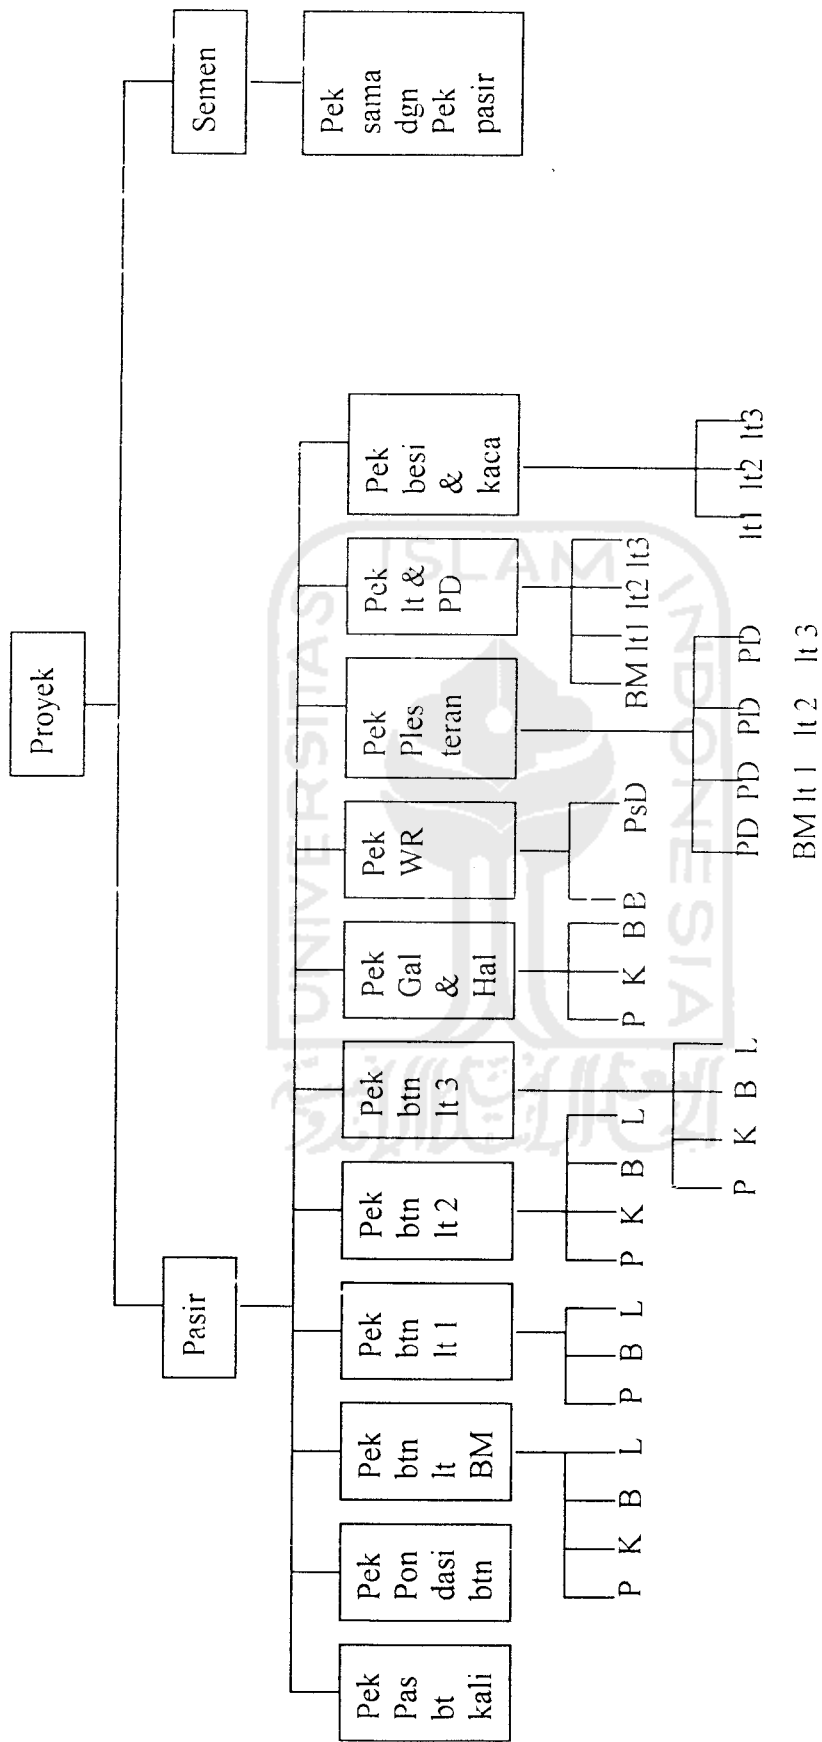 Proyek
Pasir
Semen
Pek
Pas
bt
kali
Pek
Pon
dasi
btn
Pek
btn
lt
BM
Pek
btn
lt 1
Pek
btn
lt 2
Pek
btn
lt 3
Pek
Gal
&
Hal
Pek
WR
Pek
Ples
teran
Pek
lt &
PD
Pek
besi
&
kaca
Pek
sama
dgn
Pek
pasir
P K B L
P B L
P K B L
P K B L
P K B
B PsD
PD PD PD PD
BM lt 1 lt 2 lt 3
BM lt1 lt2 lt3
lt1 lt2 lt3
UNIVERSITAS
ISLAM
INDONESIA